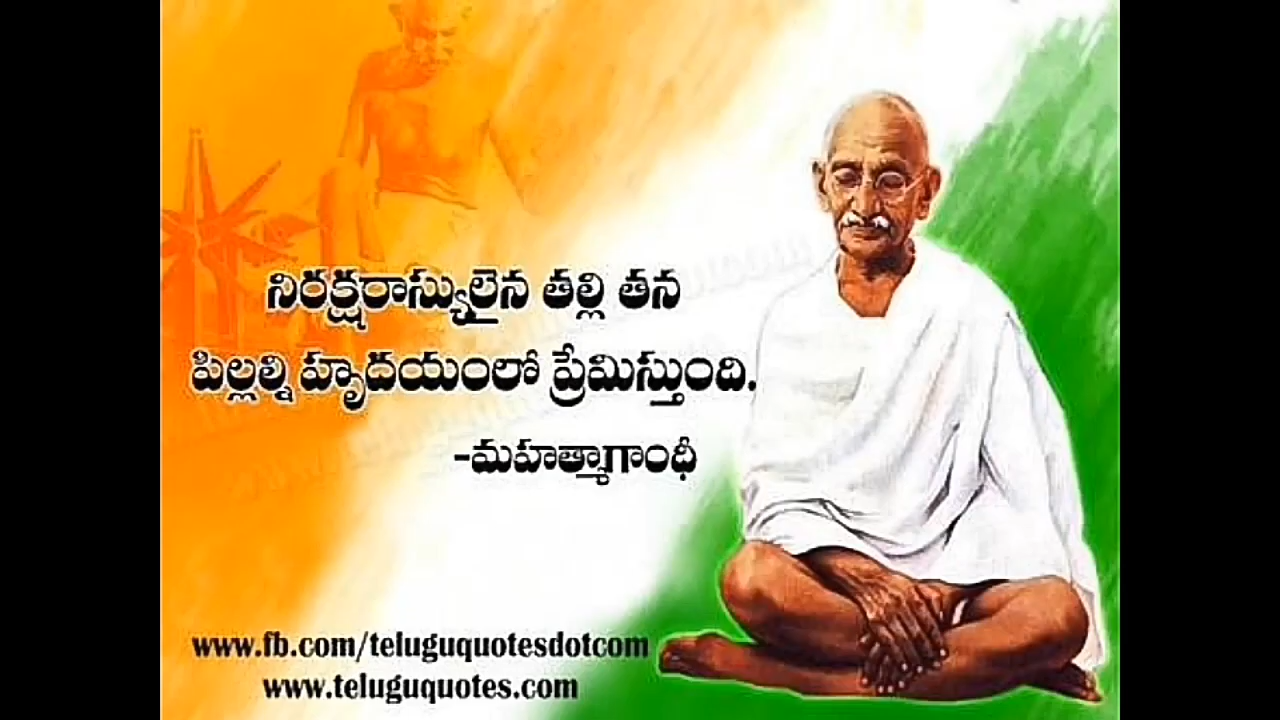 నిరక్షరాస్యులైన తల్లి తన
పిల్లల్ని హృదయంలో ప్రేమిస్తుంది.
-మహాత్మాగాంధీ
www.fb.com/teluguquotesdotcom
www.teluguquotes.com